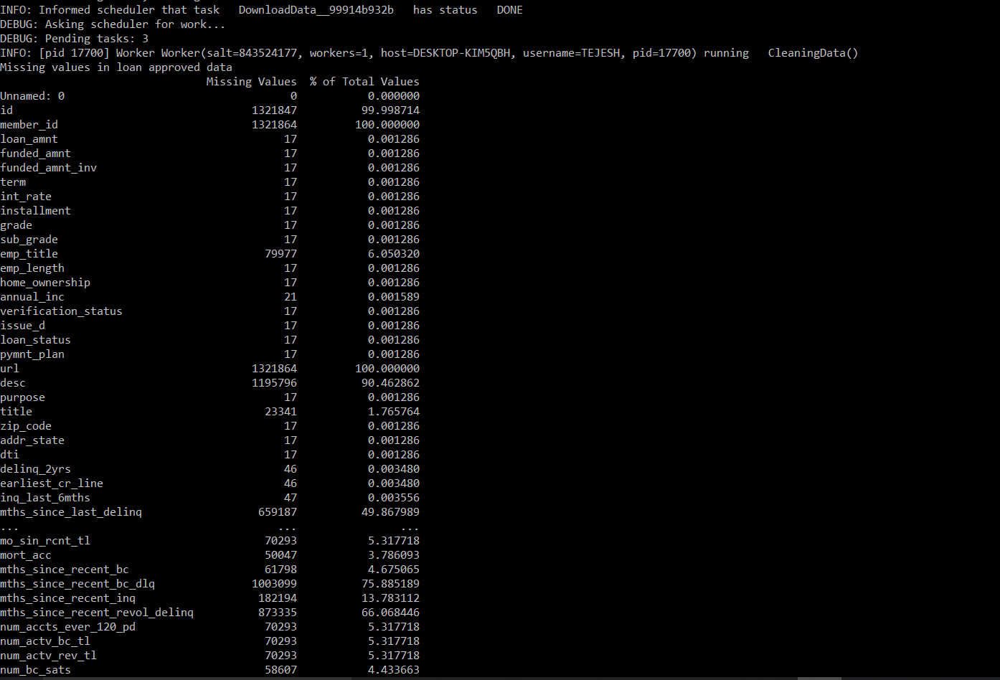 INFO: Informed scheduler that task   DownloadData__99914b932b   has status   DONE
DEBUG: Asking scheduler for work...
DEBUG: Pending tasks: 3
INFO: [pid 17700] Worker Worker(salt=843524177, workers=1, host=DESKTOP-KIM5QBH, username=TEJESH, pid=17700) running   CleaningData()
Missing values in loan approved data
Missing Values  % of Total Values
Unnamed: 0 0 0.000000
id 1321847 99.998714
member_id 1321864 100.000000
loan_amnt 17 0.001286
funded_amnt 17 0.001286
funded_amnt_inv 17 0.001286
term 17 0.001286
int_rate 17 0.001286
installment 17 0.001286
grade 17 0.001286
sub_grade 17 0.001286
emp_title 79977 6.050320
emp_length 17 0.001286
home_ownership 17 0.001286
annual_inc 21 0.001589
verification_status 17 0.001286
issue_d 17 0.001286
loan_status 17 0.001286
pymnt_plan 17 0.001286
url 1321864 100.000000
desc 1195796 90.462862
purpose 17 0.001286
title 23341 1.765764
zip_code 17 0.001286
addr_state 17 0.001286
dti 17 0.001286
delinq_2yrs 46 0.003480
earliest_cr_line 46 0.003480
inq_last_6mths 47 0.003556
mths_since_last_delinq 659187 49.867989
... ... ...
mo_sin_rcnt_tl 70293 5.317718
mort_acc 50047 3.786093
mths_since_recent_bc 61798 4.675065
mths_since_recent_bc_dlq 1003099 75.885189
mths_since_recent_inq 182194 13.783112
mths_since_recent_revol_delinq 873335 66.068446
num_accts_ever_120_pd 70293 5.317718
num_actv_bc_tl 70293 5.317718
num_actv_rev_tl 70293 5.317718
num_bc_sats 58607 4.433663